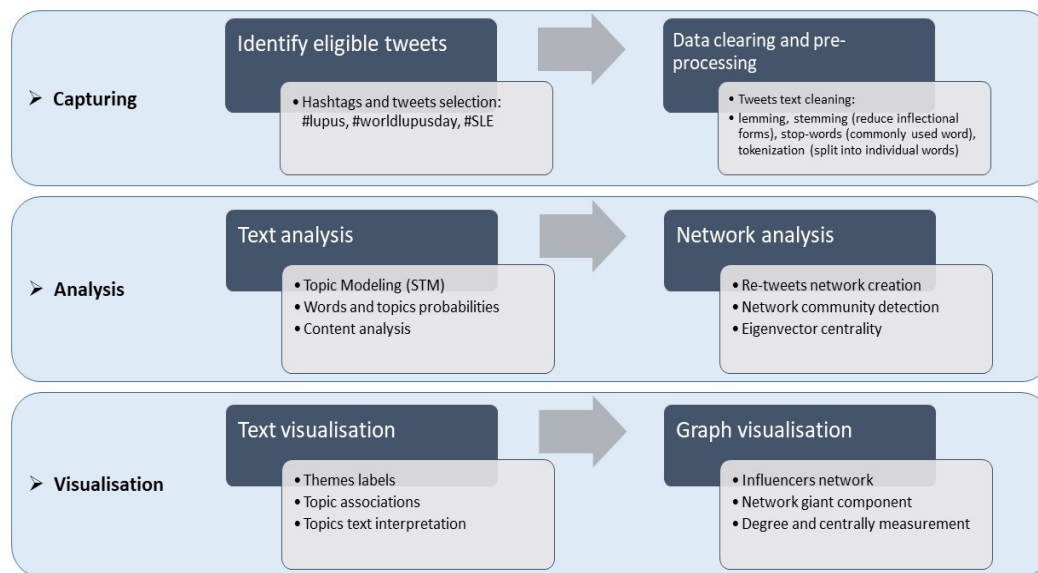 ➢ Capturing
Identify eligible tweets
• Hashtags and tweets selection:
#lupus, #worldlupusday, #SLE
Data clearing and pre-
processing
• Tweets text cleaning:
• lemming, stemming (reduce inflectional
forms), stop-words (commonly used word),
tokenization (split into individual words)
➢ Analysis
Text analysis
• Topic Modeling (STM)
• Words and topics probabilities
• Content analysis
Network analysis
• Re-tweets network creation
• Network community detection
• Eigenvector centrality
➢ Visualisation
Text visualisation
• Themes labels
• Topic associations
• Topics text interpretation
Graph visualisation
• Influencers network
• Network giant component
• Degree and centrally measurement